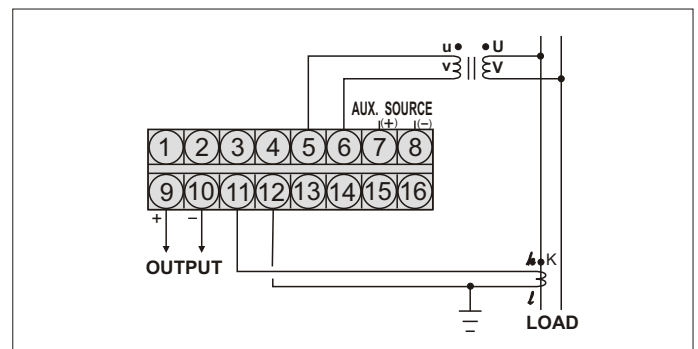 u U
v V
AUX. SOURCE
(+) (-)
1 2 3 4 5 6 7 8
9 10 11 12 13 14 15 16
+ -
OUTPUT
k K
l
LOAD